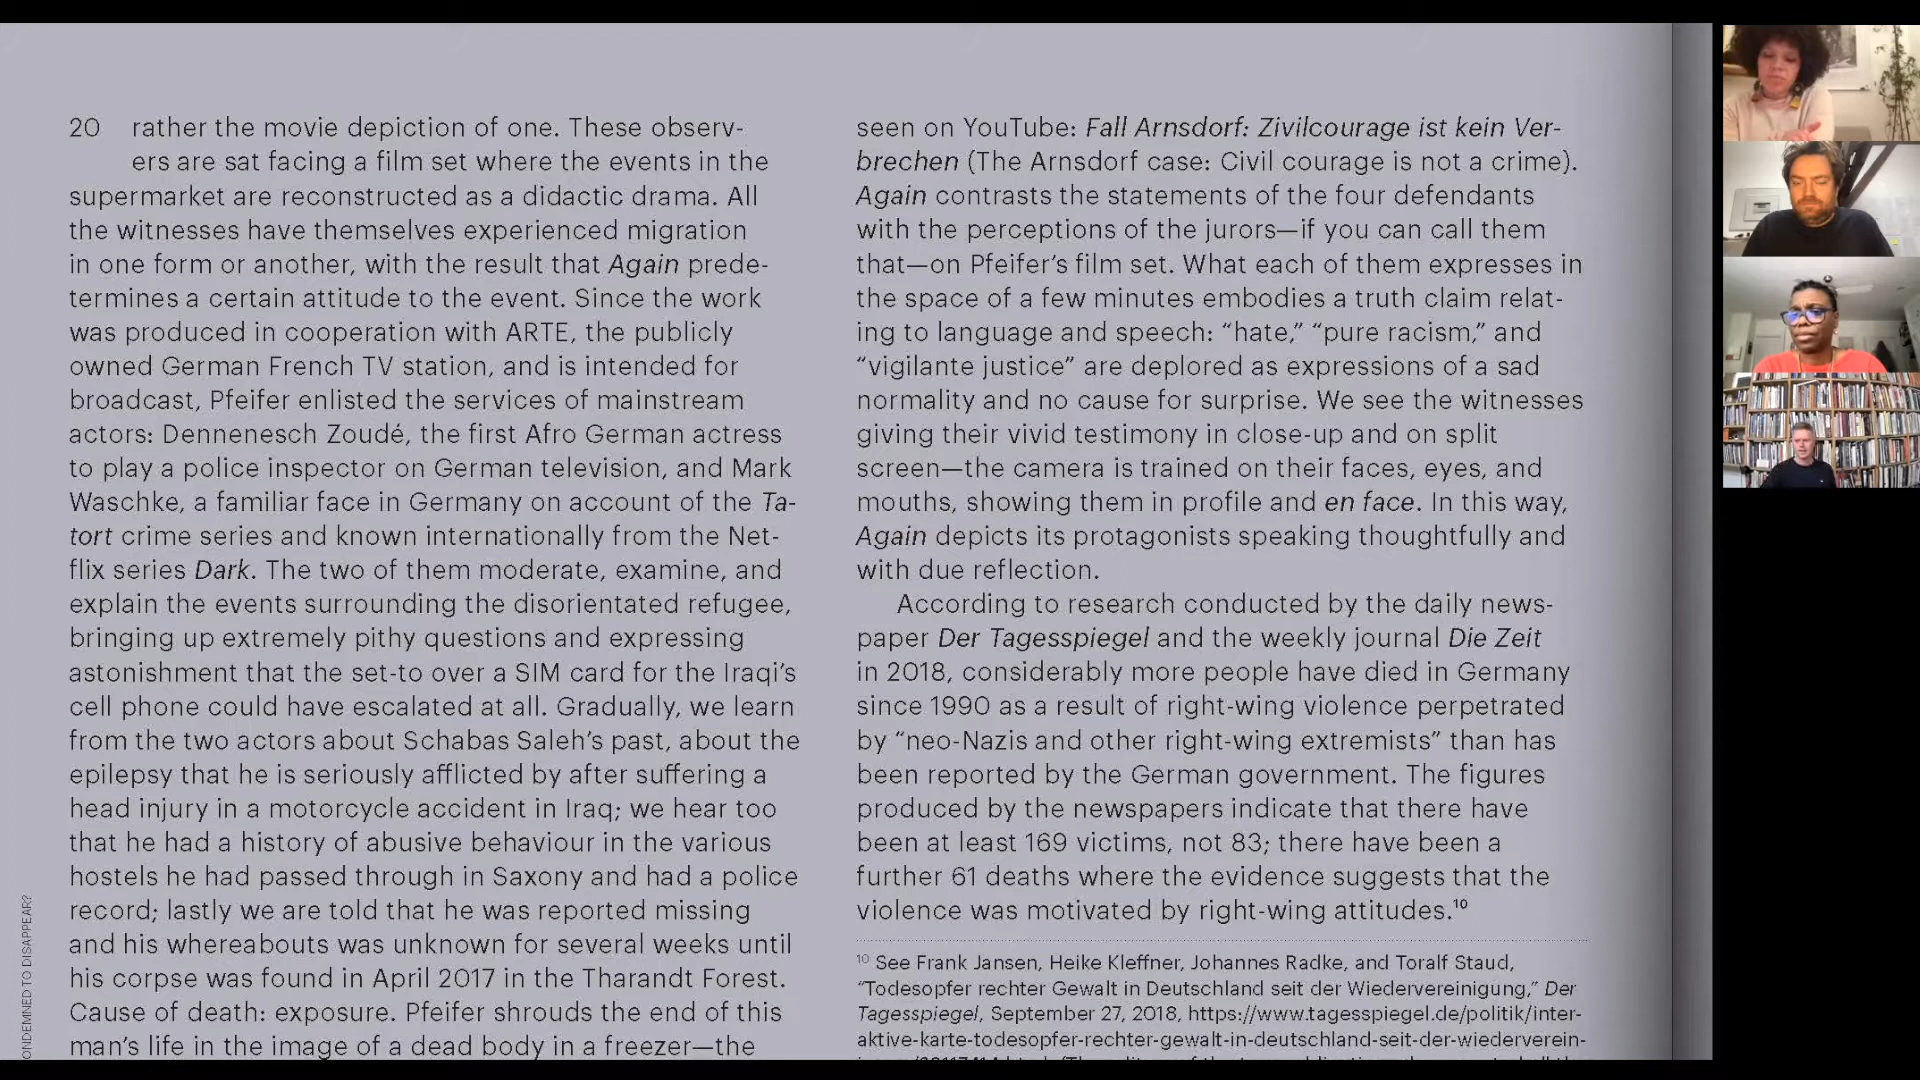 20 rather the movie depiction of one. These observ-
ers are sat facing a film set where the events in the
supermarket are reconstructed as a didactic drama. All
the witnesses have themselves experienced migration
in one form or another, with the result that Again prede-
termines a certain attitude to the event. Since the work
was produced in cooperation with ARTE, the publicly
owned German French TV station, and is intended for
broadcast, Pfeifer enlisted the services of mainstream
actors: Dennenesch Zoudé, the first Afro German actress
to play a police inspector on German television, and Mark
Waschke, a familiar face in Germany on account of the Ta-
tort crime series and known internationally from the Net-
flix series Dark. The two of them moderate, examine, and
explain the events surrounding the disorientated refugee,
bringing up extremely pithy questions and expressing
astonishment that the set-to over a SIM card for the Iraqi’s
cell phone could have escalated at all. Gradually, we learn
from the two actors about Schabas Saleh’s past, about the
epilepsy that he is seriously afflicted by after suffering a
head injury in a motorcycle accident in Iraq; we hear too
that he had a history of abusive behaviour in the various
hostels he had passed through in Saxony and had a police
record; lastly we are told that he was reported missing
and his whereabouts was unknown for several weeks until
his corpse was found in April 2017 in the Tharandt Forest.
Cause of death: exposure. Pfeifer shrouds the end of this
man’s life in the image of a dead body in a freezer—the
seen on YouTube: Fall Arnsdorf: Zivilcourage ist kein Ver-
brechen (The Arnsdorf case: Civil courage is not a crime).
Again contrasts the statements of the four defendants
with the perceptions of the jurors—if you can call them
that—on Pfeifer’s film set. What each of them expresses in
the space of a few minutes embodies a truth claim relat-
ing to language and speech: “hate,” “pure racism,” and
“vigilante justice” are deplored as expressions of a sad
normality and no cause for surprise. We see the witnesses
giving their vivid testimony in close-up and on split
screen—the camera is trained on their faces, eyes, and
mouths, showing them in profile and en face. In this way,
Again depicts its protagonists speaking thoughtfully and
with due reflection.
According to research conducted by the daily news-
paper Der Tagesspiegel and the weekly journal Die Zeit
in 2018, considerably more people have died in Germany
since 1990 as a result of right-wing violence perpetrated
by “neo-Nazis and other right-wing extremists” than has
been reported by the German government. The figures
produced by the newspapers indicate that there have
been at least 169 victims, not 83; there have been a
further 61 deaths where the evidence suggests that the
violence was motivated by right-wing attitudes.¹⁰
¹⁰ See Frank Jansen, Heike Kleffner, Johannes Radke, and Toralf Staud,
“Todesopfer rechter Gewalt in Deutschland seit der Wiedervereinigung,” Der
Tagesspiegel, September 27, 2018, https://www.tagesspiegel.de/politik/inter-
aktive-karte-todesopfer-rechter-gewalt-in-deutschland-seit-der-wiederverein-
ONDEMNED TO DISAPPEAR?